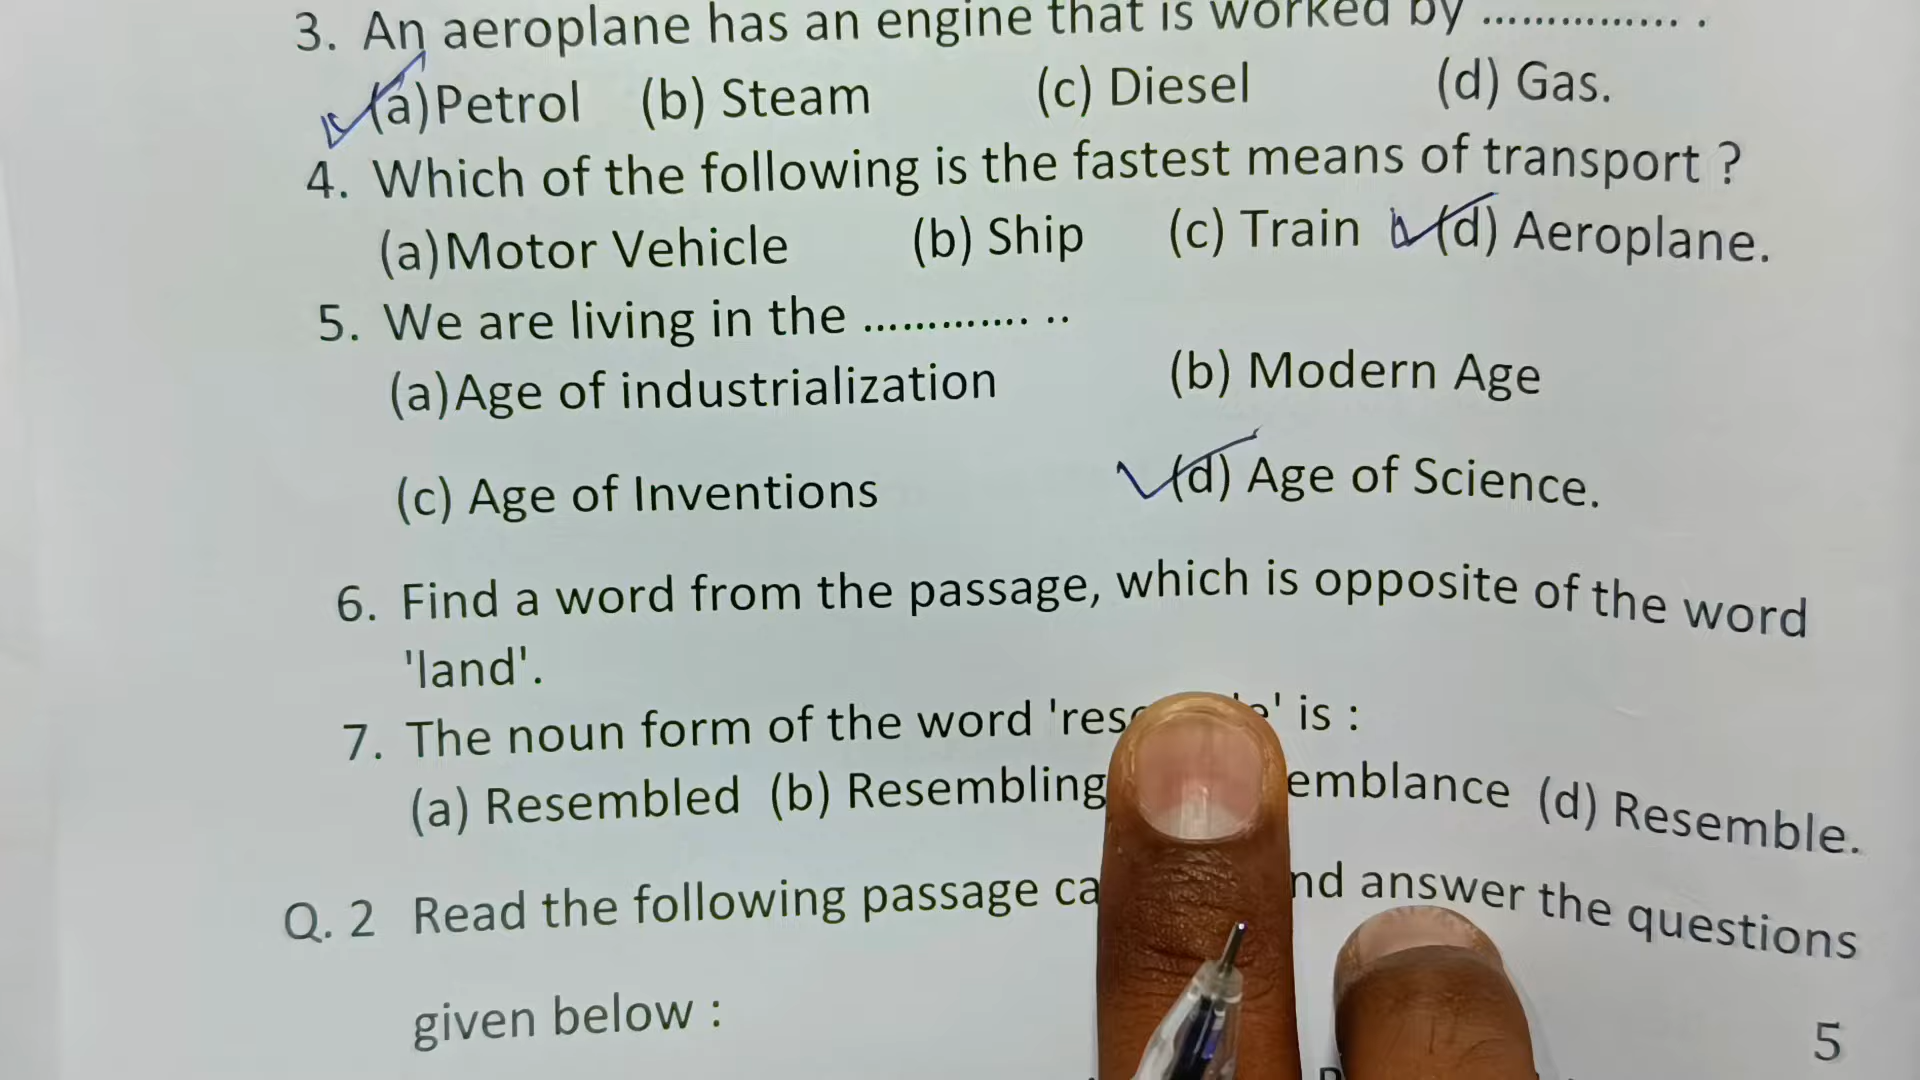 3. An aeroplane has an engine that is worked by ................ .
(a)Petrol (b) Steam (c) Diesel (d) Gas.
4. Which of the following is the fastest means of transport ?
(a)Motor Vehicle (b) Ship (c) Train (d) Aeroplane.
5. We are living in the ............. ..
(a)Age of industrialization (b) Modern Age
(c) Age of Inventions (d) Age of Science.
6. Find a word from the passage, which is opposite of the word
'land'.
7. The noun form of the word is :
(a) Resembled (b) Resembling (d) Resemble.
Q. 2 Read the following passage answer the questions
given below :
5